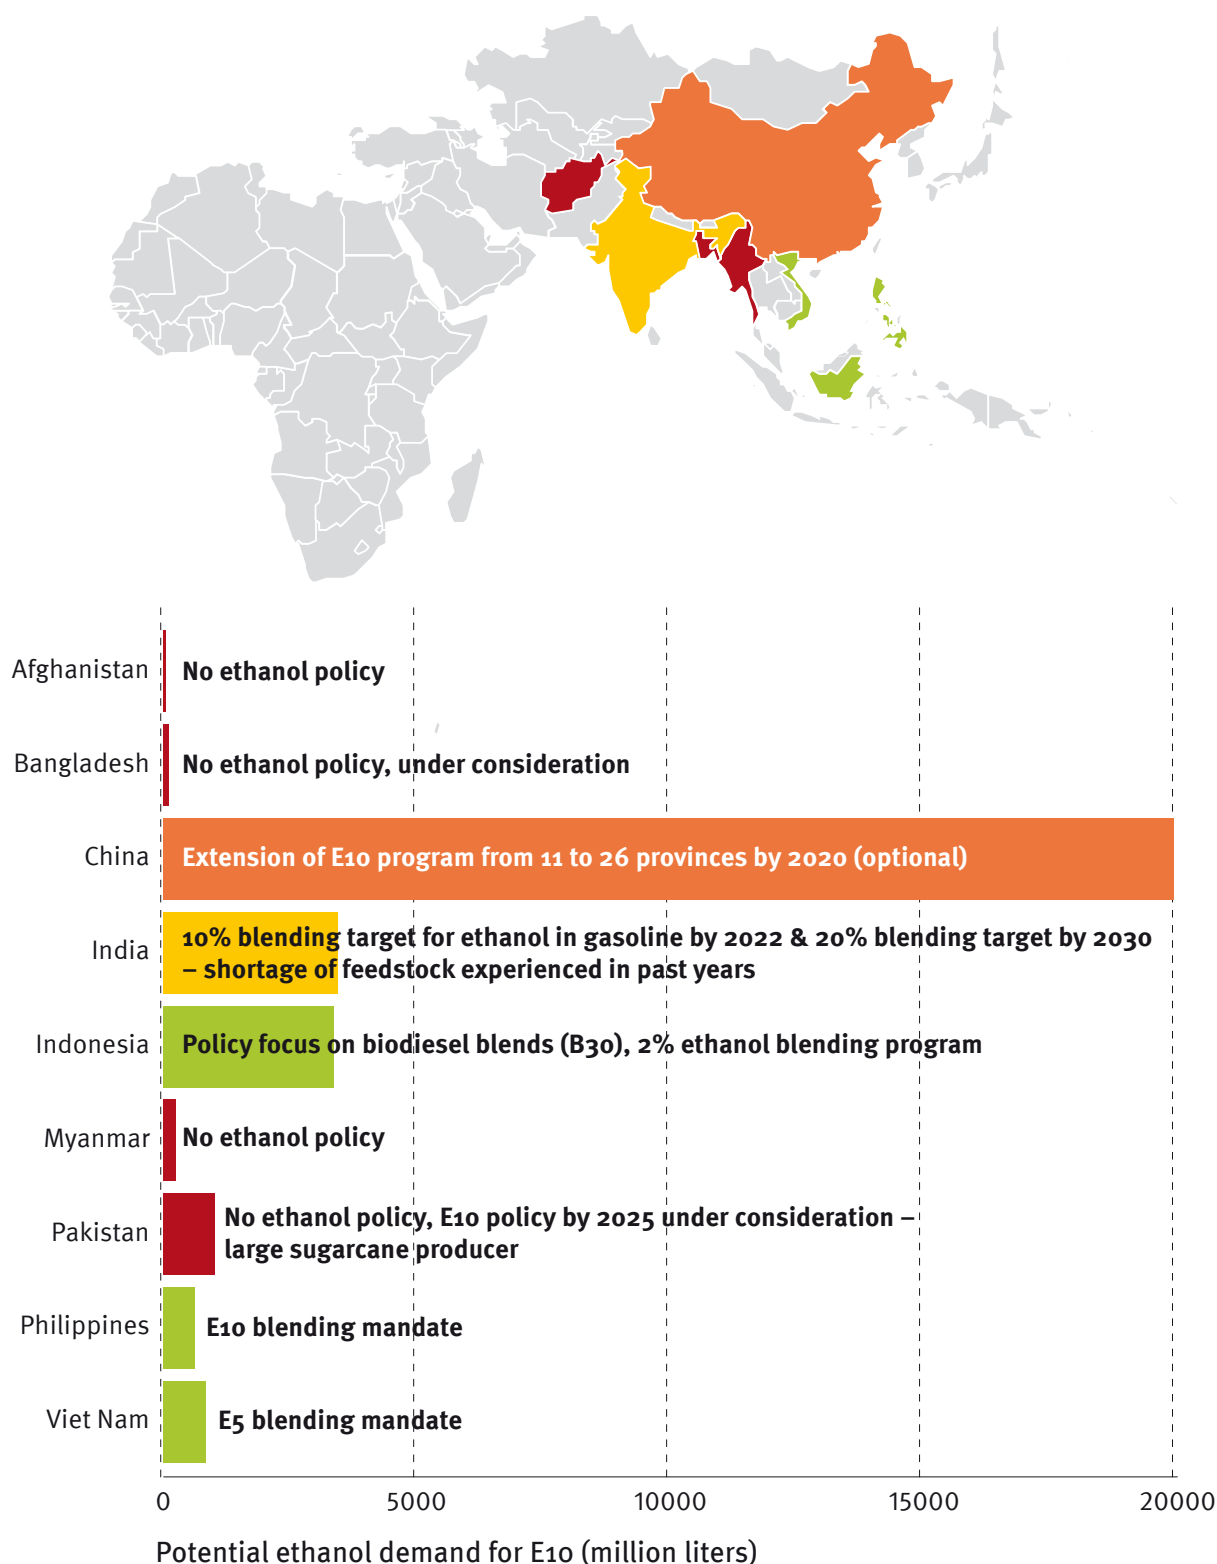 Afghanistan
No ethanol policy
Bangladesh
No ethanol policy, under consideration
China
Extension of E10 program from 11 to 26 provinces by 2020 (optional)
India
10% blending target for ethanol in gasoline by 2022 & 20% blending target by 2030
– shortage of feedstock experienced in past years
Indonesia
Policy focus on biodiesel blends (B30), 2% ethanol blending program
Myanmar
No ethanol policy
Pakistan
No ethanol policy, E10 policy by 2025 under consideration –
large sugarcane producer
Philippines
E10 blending mandate
Viet Nam
E5 blending mandate
0 5000 10000 15000 20000
Potential ethanol demand for E10 (million liters)